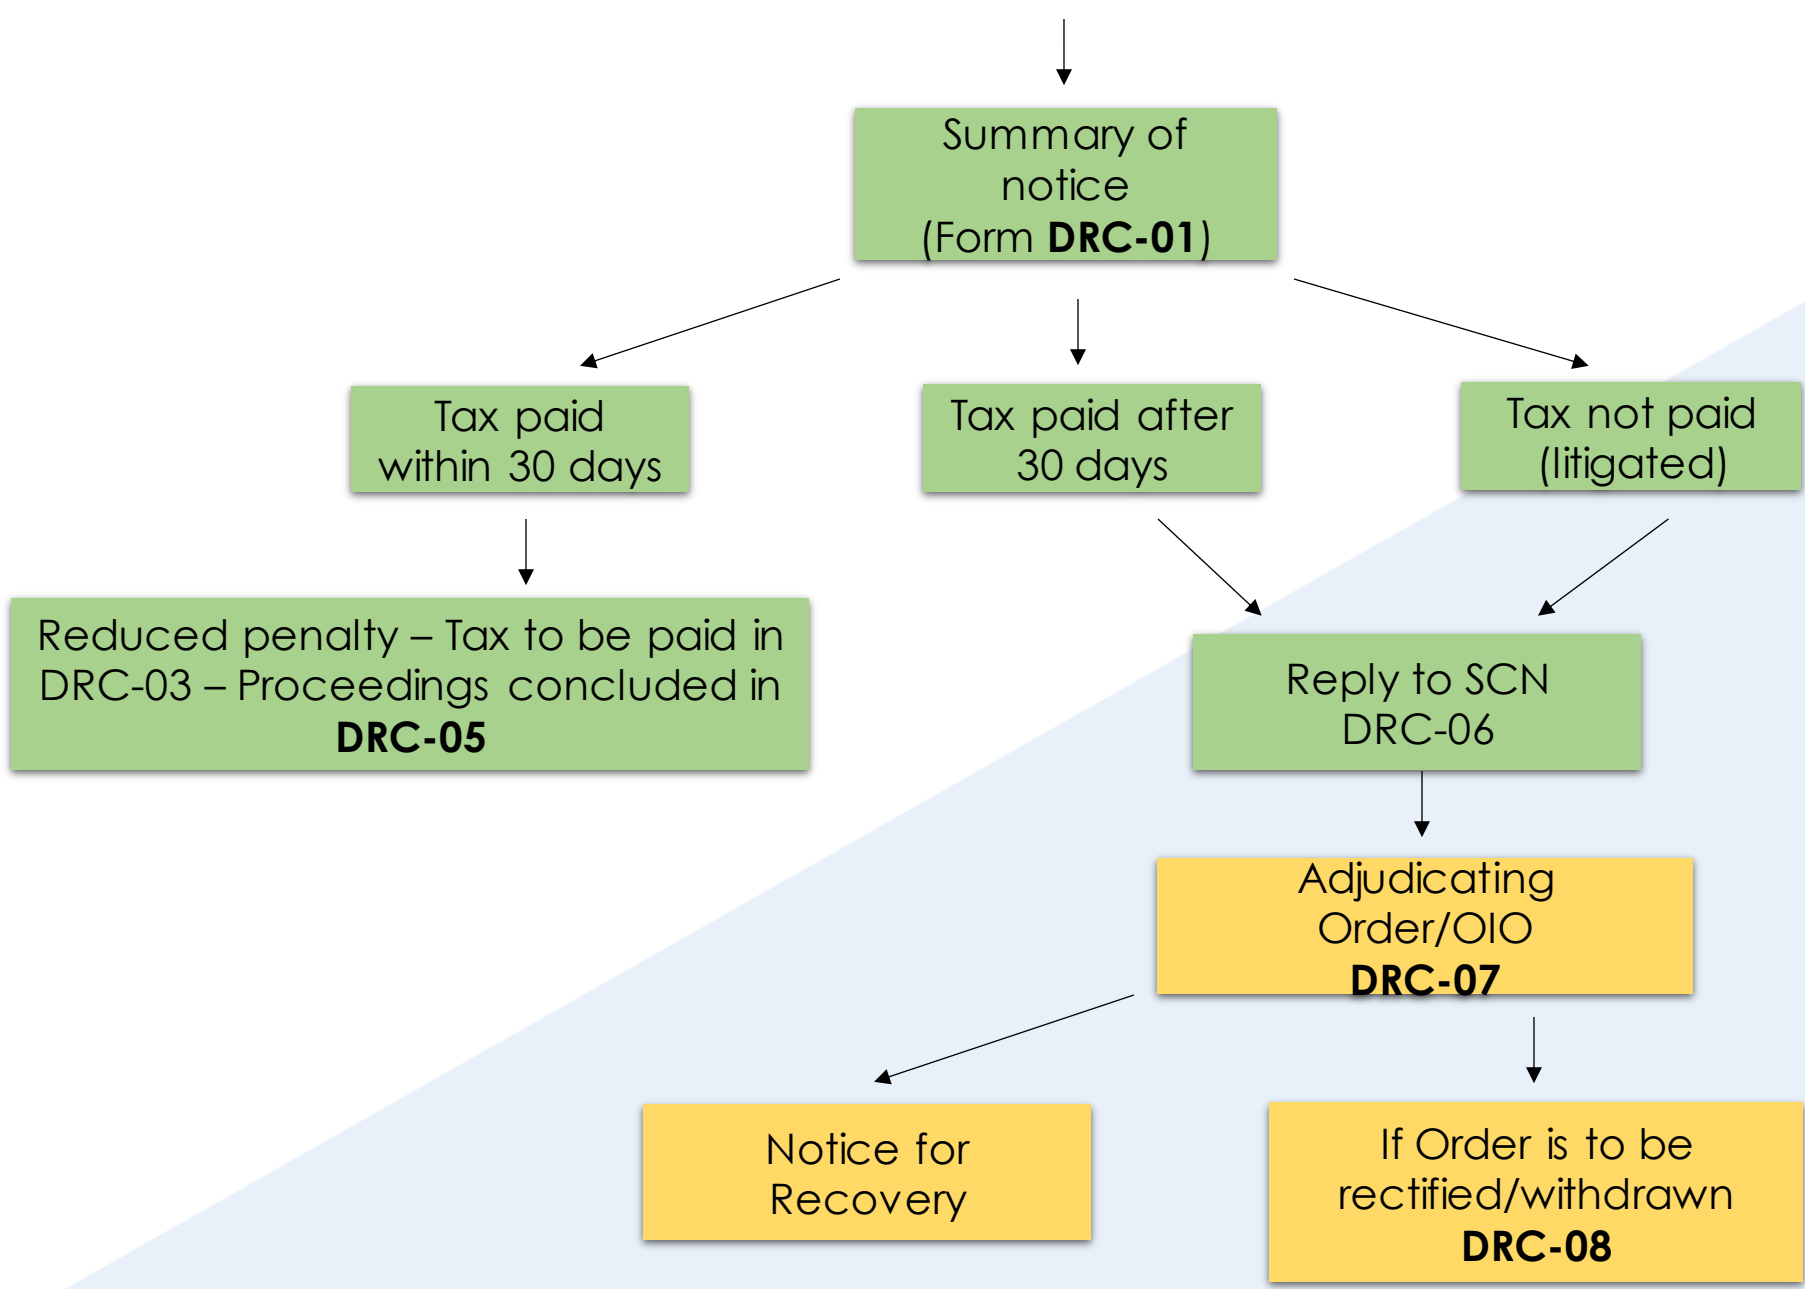 Summary of
notice
(Form DRC-01)
Tax paid
within 30 days
Tax paid after
30 days
Tax not paid
(litigated)
Reduced penalty – Tax to be paid in
DRC-03 – Proceedings concluded in
DRC-05
Reply to SCN
DRC-06
Adjudicating
Order/OIO
DRC-07
Notice for
Recovery
If Order is to be
rectified/withdrawn
DRC-08